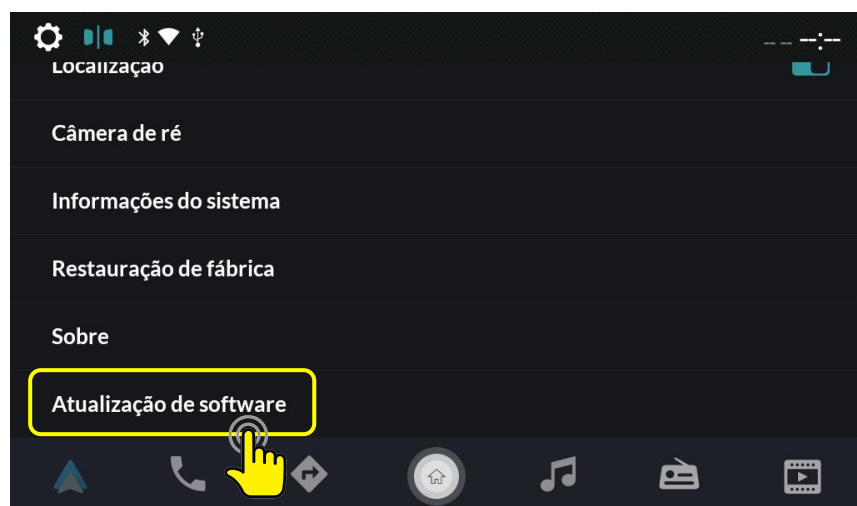 -- -- --:--
Localização
Câmera de ré
Informações do sistema
Restauração de fábrica
Sobre
Atualização de software